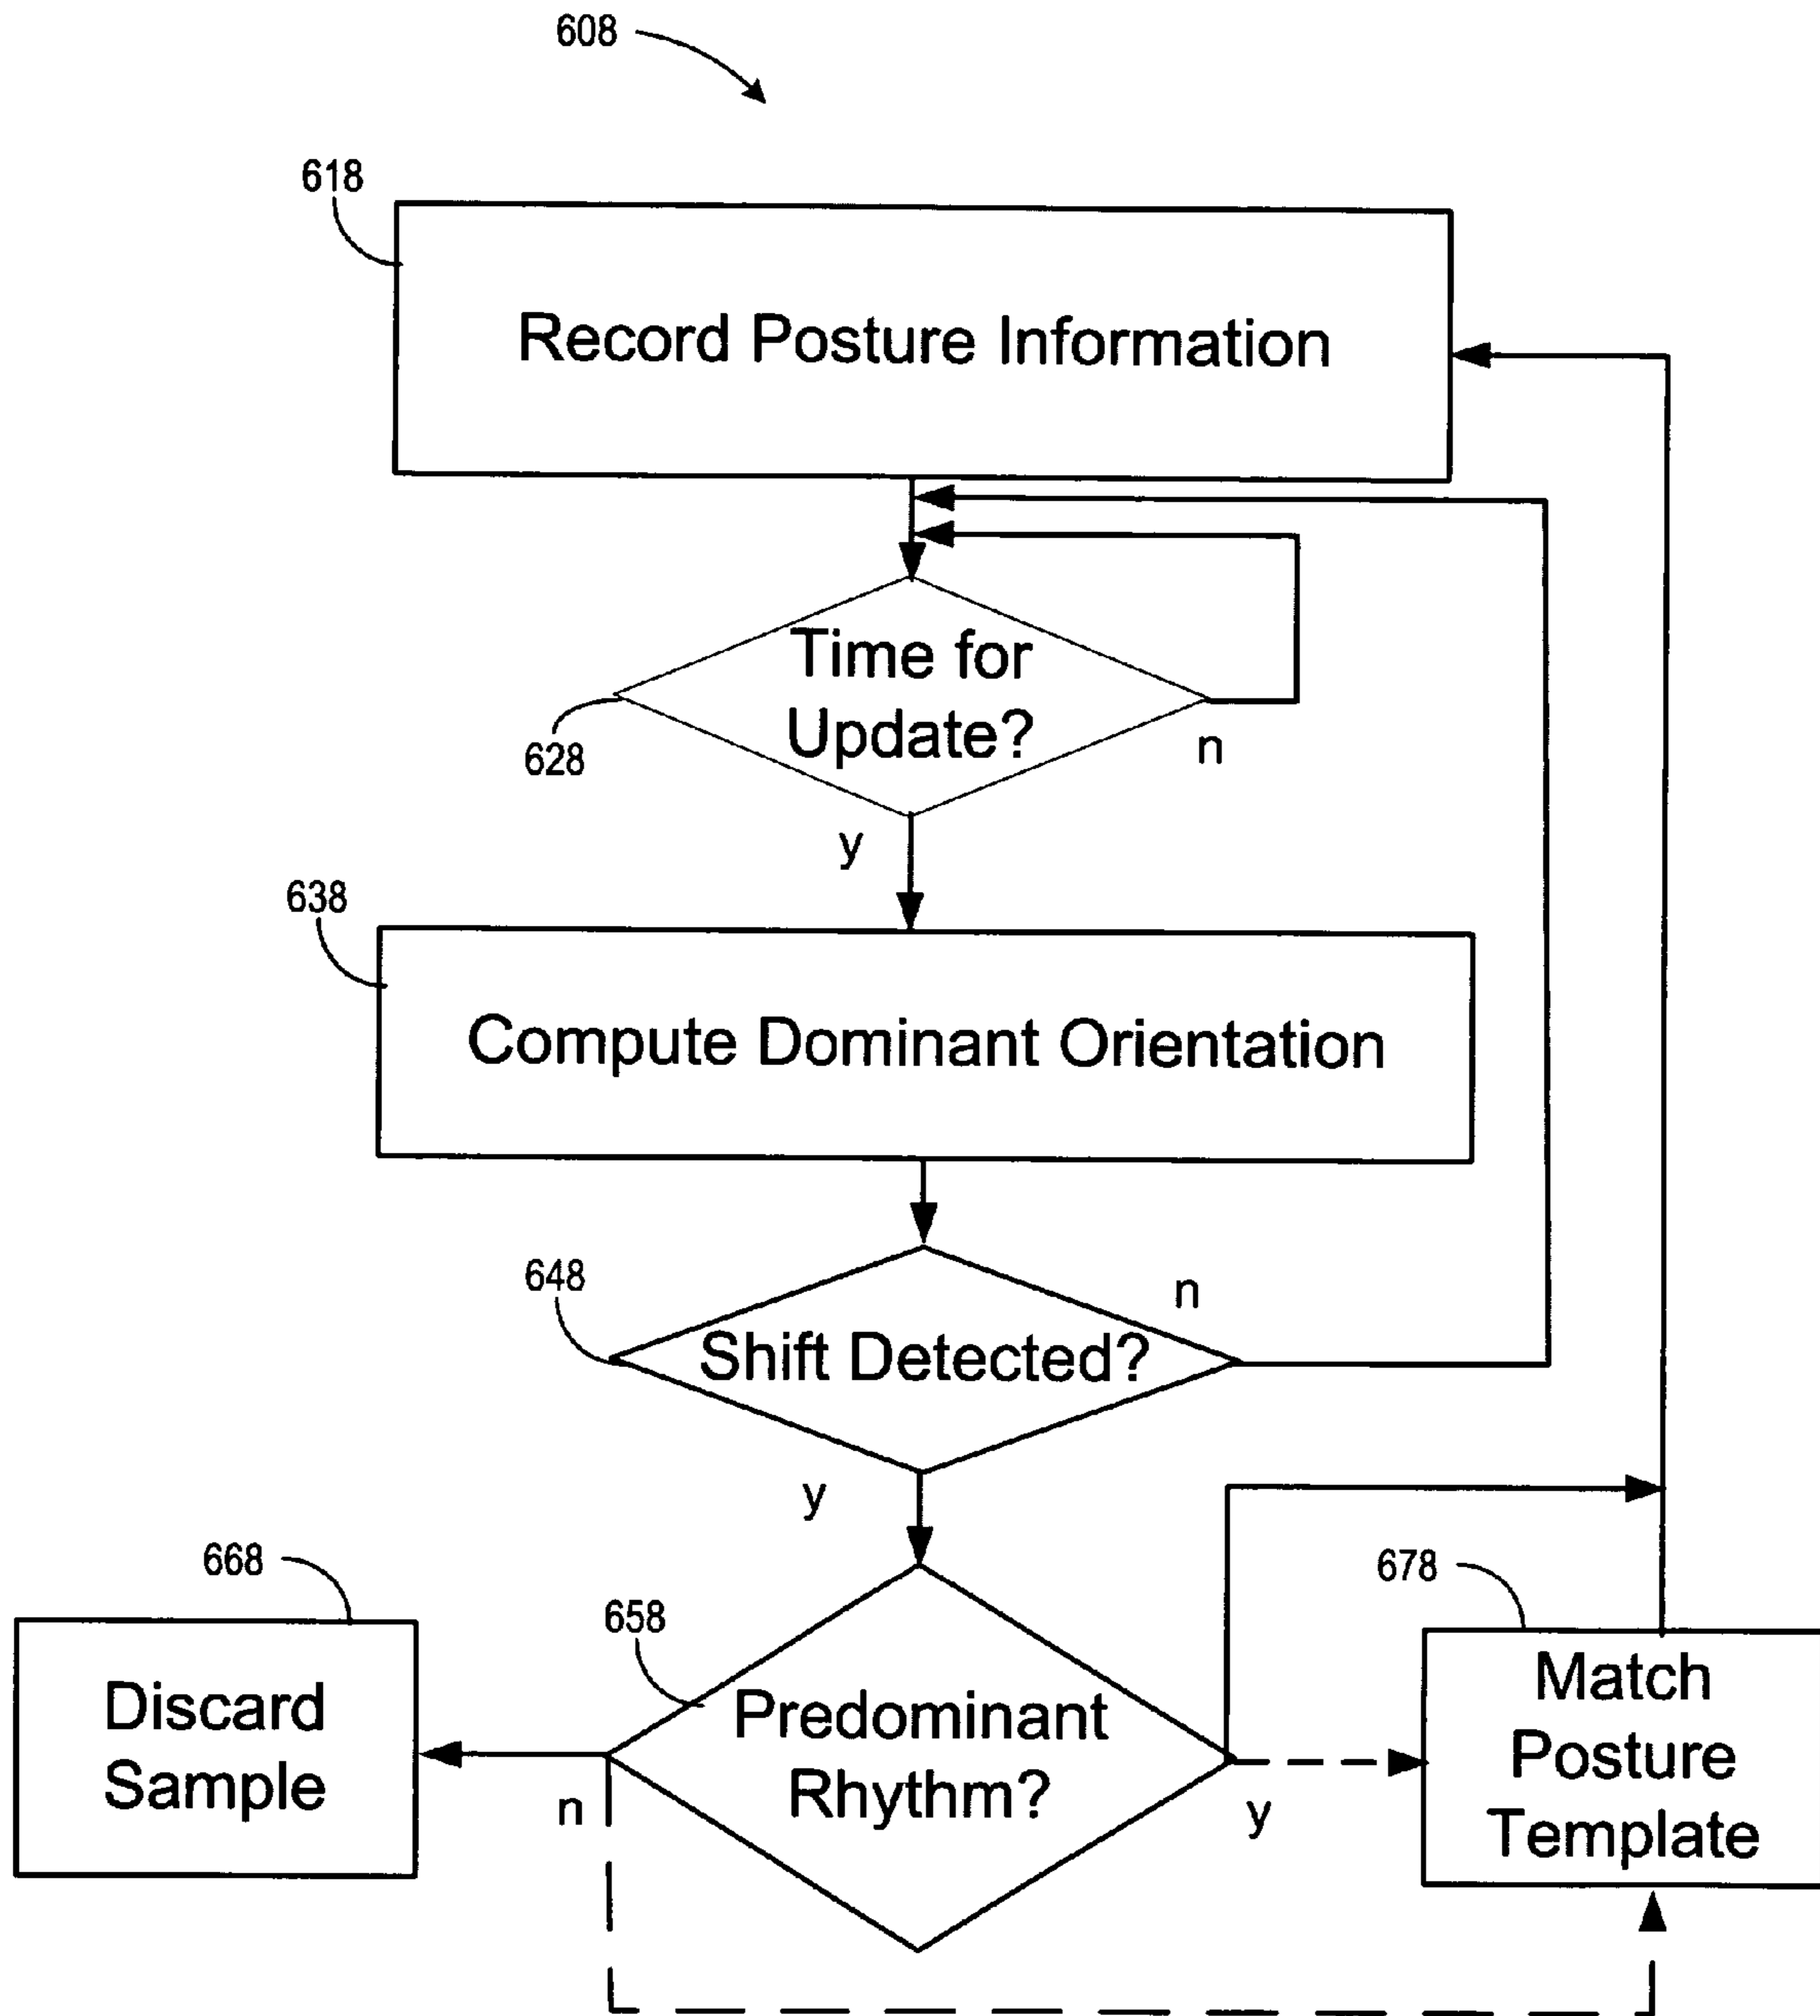 608
618
Record Posture Information
Time for
Update?
628
n
y
638
Compute Dominant Orientation
648
n
Shift Detected?
y
668
678
658
Discard
Sample
Predominant
Rhythm?
n
y
Match
Posture
Template